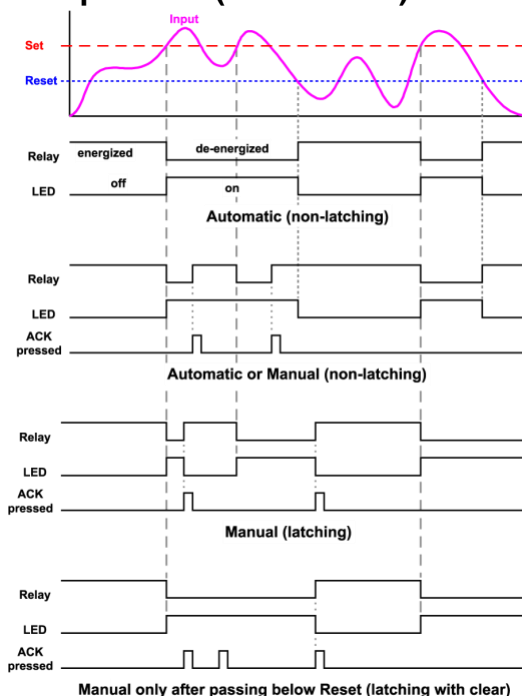 Input
Set
Reset
energized
de-energized
Relay
off
on
LED
Automatic (non-latching)
Relay
LED
ACK
pressed
Automatic or Manual (non-latching)
Relay
LED
ACK
pressed
Manual (latching)
Relay
LED
ACK
pressed
Manual only after passing below Reset (latching with clear)